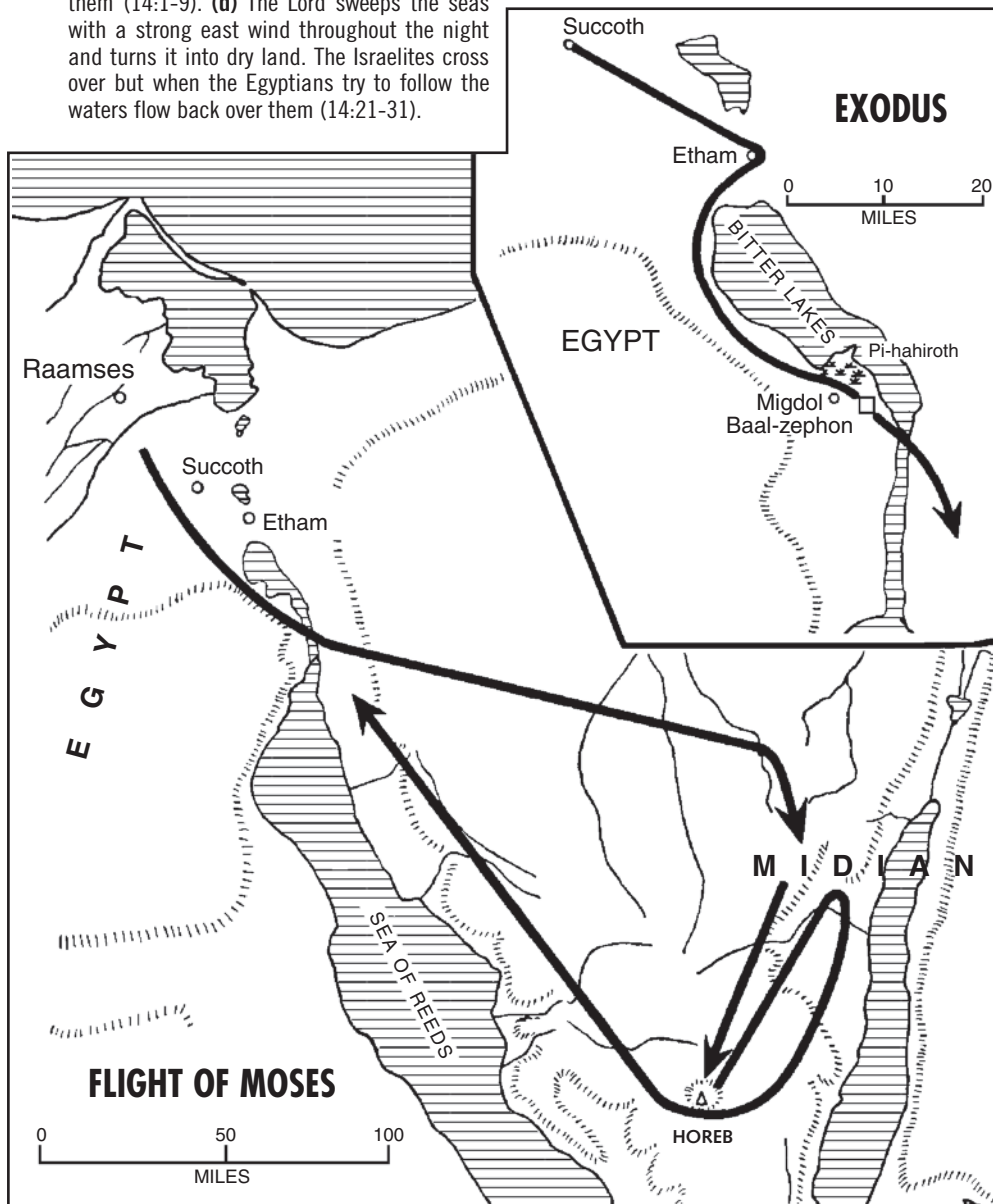 them (14:1-9). (d) The Lord sweeps the seas
with a strong east wind throughout the night
and turns it into dry land. The Israelites cross
over but when the Egyptians try to follow the
waters flow back over them (14:21-31).
Succoth
EXODUS
Etham
0 10 20
MILES
BITTER LAKES
EGYPT
Pi-hahiroth
Migdol
Baal-zephon
Raamses
Succoth
Etham
EGYPT
MIDIAN
SEA OF REEDS
FLIGHT OF MOSES
HOREB
0 50 100
MILES